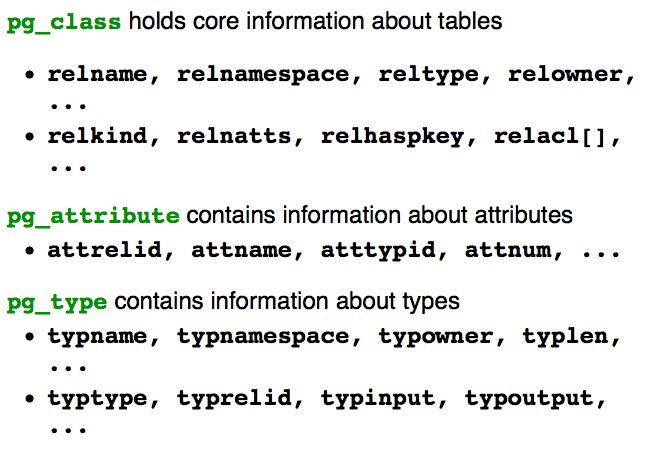 pg_class holds core information about tables
• relname, relnamespace, reltype, relowner,
...
• relkind, relnatts, relhaspkey, relacl[],
...
pg_attribute contains information about attributes
• attrelid, attname, atttypid, attnum, ...
pg_type contains information about types
• typname, typnamespace, typowner, typlen,
...
• typtype, typrelid, typinput, typoutput,
...